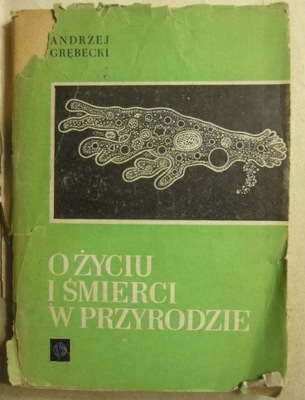 ANDRZEJ
GRĘBECKI
O ŻYCIU
I ŚMIERCI
W PRZYRODZIE